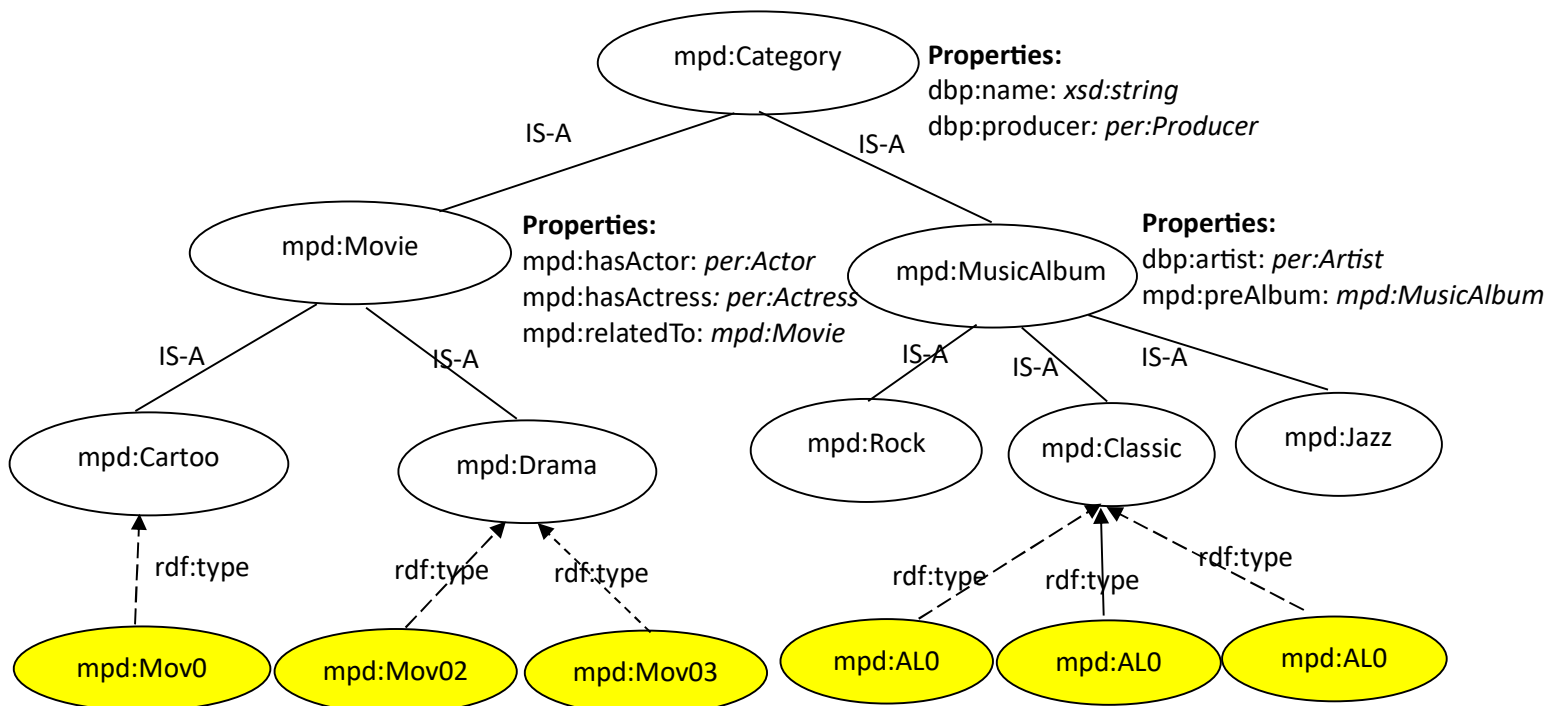 mpd:Category
Properties:
dbp:name: xsd:string
dbp:producer: per:Producer
IS-A
IS-A
mpd:Movie
Properties:
mpd:hasActor: per:Actor
mpd:hasActress: per:Actress
mpd:relatedTo: mpd:Movie
mpd:MusicAlbum
Properties:
dbp:artist: per:Artist
mpd:preAlbum: mpd:MusicAlbum
IS-A
IS-A
IS-A
IS-A
IS-A
mpd:Cartoo
mpd:Drama
mpd:Rock
mpd:Classic
mpd:Jazz
rdf:type
rdf:type
rdf:type
rdf:type
rdf:type
rdf:type
mpd:Mov0
mpd:Mov02
mpd:Mov03
mpd:AL0
mpd:AL0
mpd:AL0